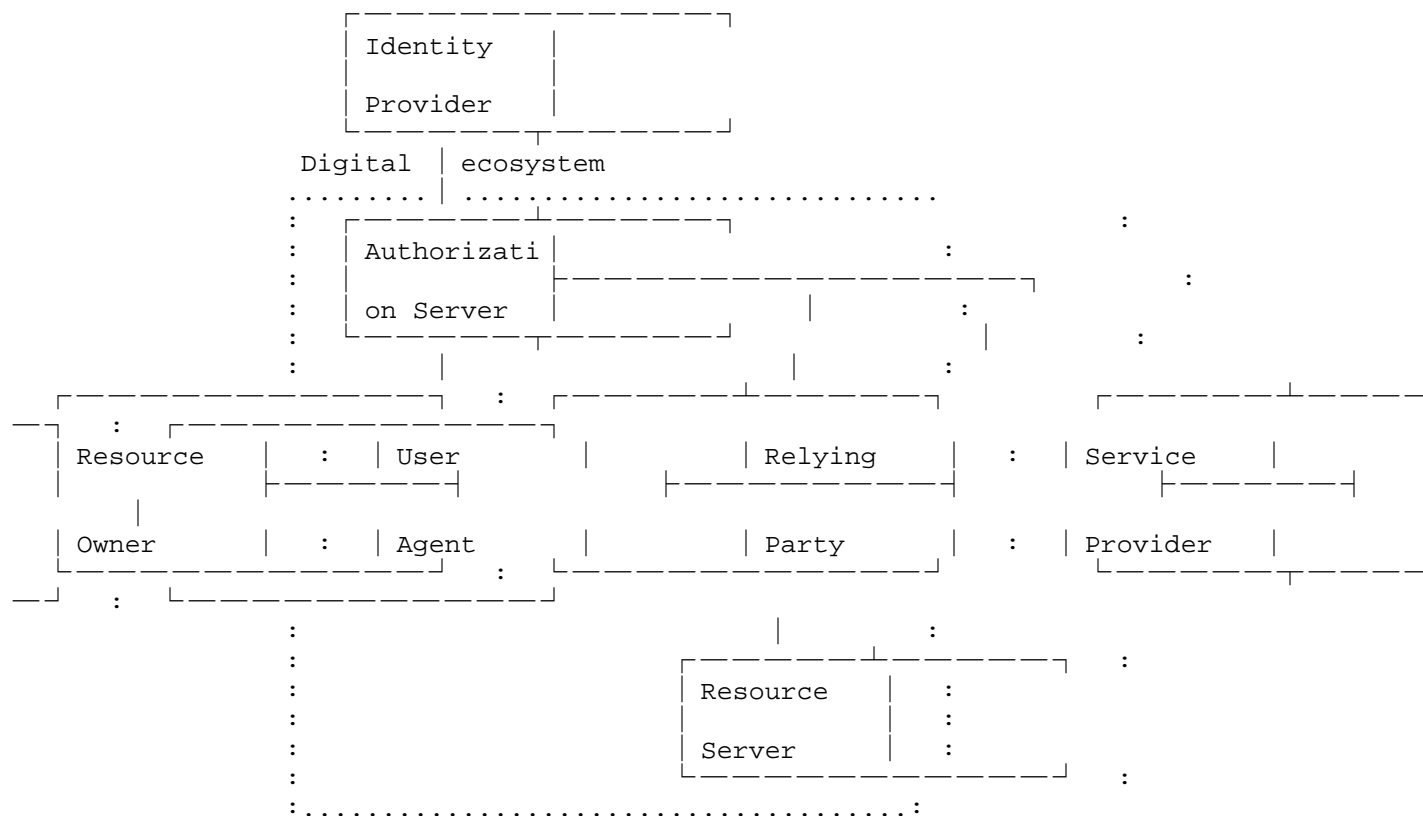 Identity
Provider
Digital ecosystem
Authorizati
on Server
Resource User Relying Service
Owner Agent Party Provider
Resource
Server